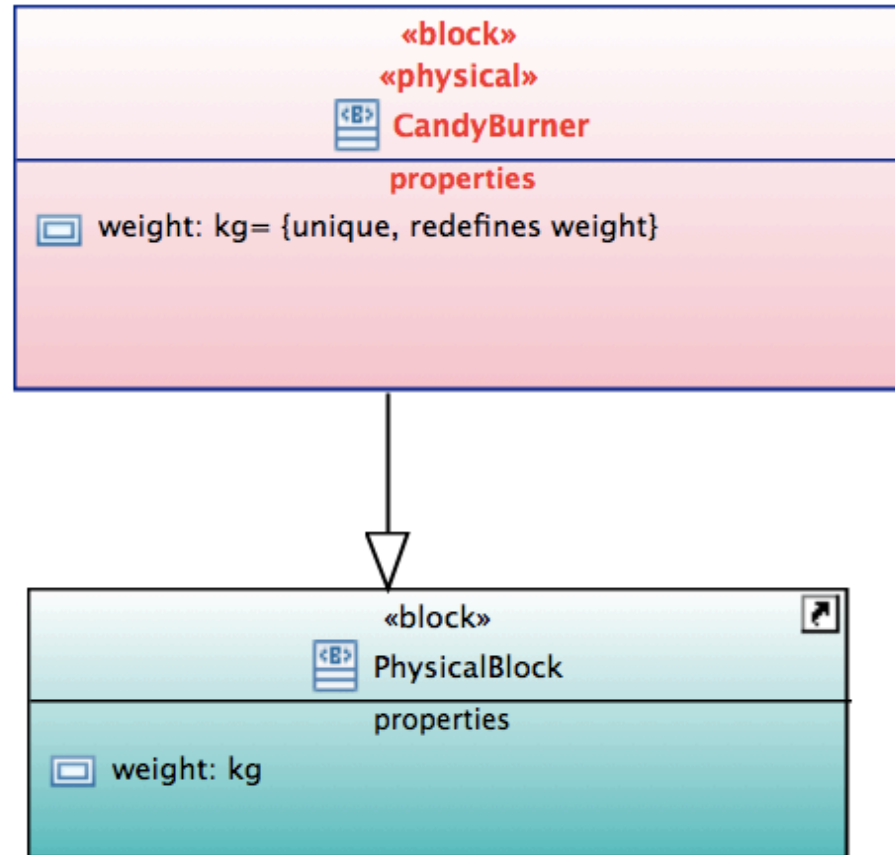 «block»
«physical»
<B> CandyBurner
properties
weight: kg= {unique, redefines weight}
«block»
<B> PhysicalBlock
properties
weight: kg